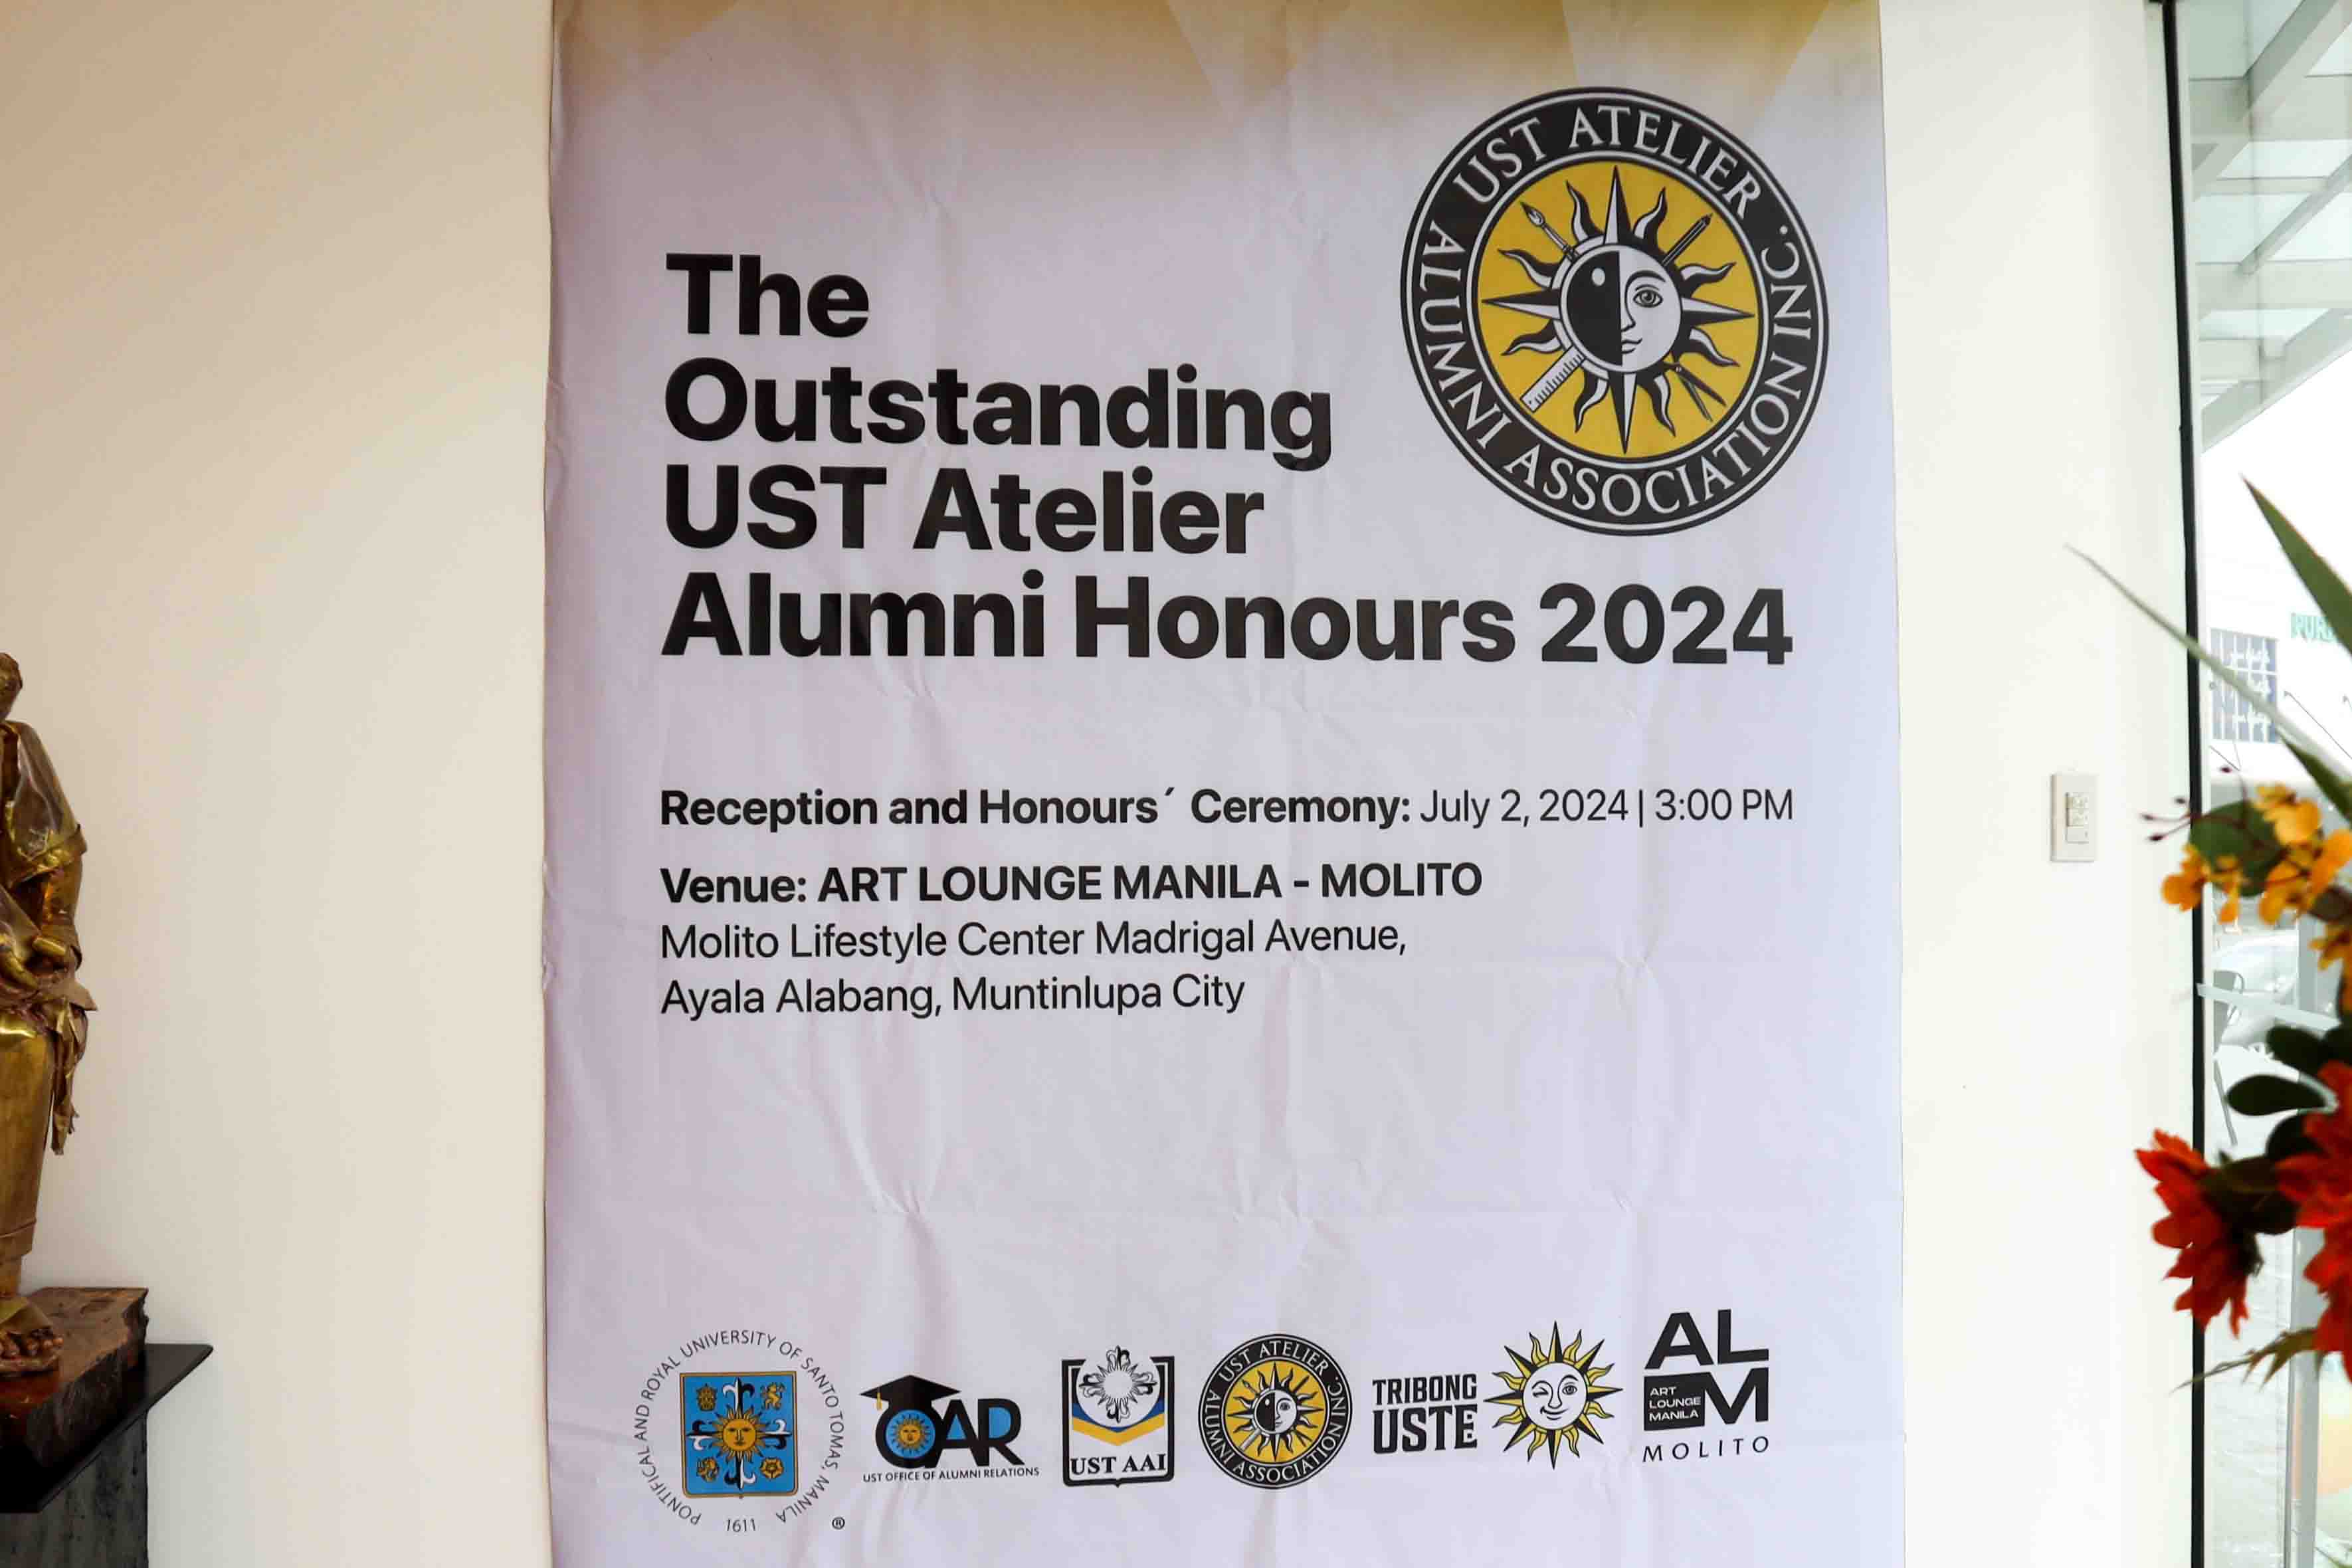 UST ATELIER ALUMNI ASSOCIATION INC.
The
Outstanding
UST Atelier
Alumni Honours 2024
Reception and Honours´ Ceremony: July 2, 2024 | 3:00 PM
Venue: ART LOUNGE MANILA - MOLITO
Molito Lifestyle Center Madrigal Avenue,
Ayala Alabang, Muntinlupa City
PONTIFICAL AND ROYAL UNIVERSITY OF SANTO TOMAS, MANILA
1611
®
OAR
UST OFFICE OF ALUMNI RELATIONS
UST AAI
UST ATELIER ALUMNI ASSOCIATION INC.
TRIBONG
USTE
AL
M
ART
LOUNGE
MANILA
MOLITO